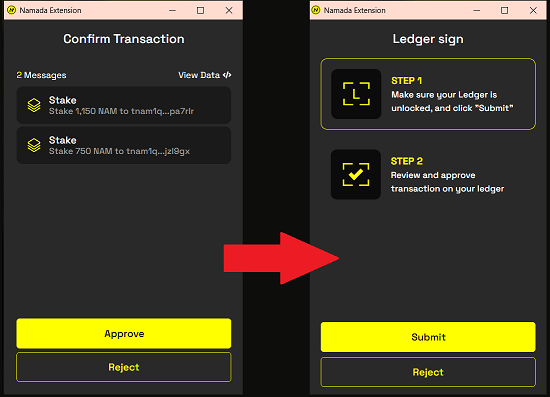 Namada Extension
Confirm Transaction
2 Messages
View Data </>
Stake
Stake 1,150 NAM to tnam1q...pa7rlr
Stake
Stake 750 NAM to tnam1q...jzl9gx
Approve
Reject
Namada Extension
Ledger sign
STEP 1
Make sure your Ledger is
unlocked, and click "Submit"
STEP 2
Review and approve
transaction on your ledger
Submit
Reject